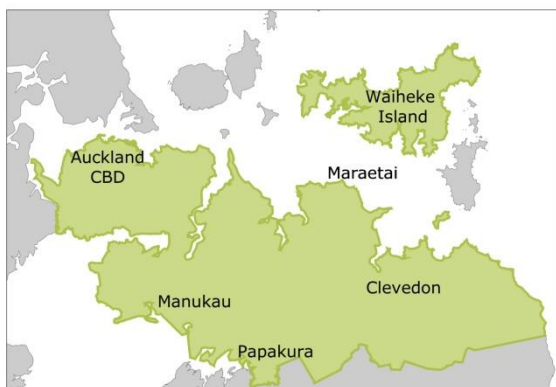 Waiheke
Island
Auckland
CBD
Maraetai
Clevedon
Manukau
Papakura